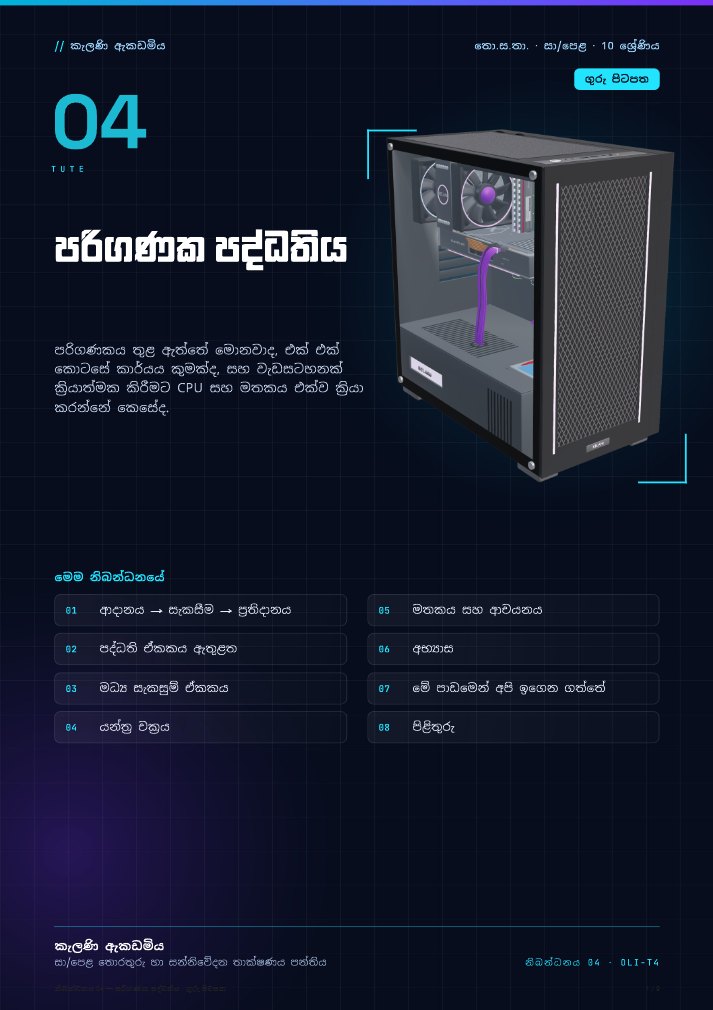 // කැලණි ඇකඩමිය
තො.ස.තා. · සා/පෙළ · 10 ශ්‍රේණිය
ගුරු පිටපත
04
TUTE
පරිගණක පද්ධතිය
පරිගණකය තුළ ඇත්තේ මොනවාද, එක් එක්
කොටසේ කාර්යය කුමක්ද, සහ වැඩසටහනක්
ක්‍රියාත්මක කිරීමට CPU සහ මතකය එක්ව ක්‍රියා
කරන්නේ කෙසේද.
මෙම නිබන්ධනයේ
01 ආදානය → සැකසීම → ප්‍රතිදානය
02 පද්ධති ඒකකය ඇතුළත
03 මධ්‍ය සැකසුම් ඒකකය
04 යන්ත්‍ර චක්‍රය
05 මතකය සහ ආචයනය
06 අභ්‍යාස
07 මේ පාඩමෙන් අපි ඉගෙන ගත්තේ
08 පිළිතුරු
කැලණි ඇකඩමිය
සා/පෙළ තොරතුරු හා සන්නිවේදන තාක්ෂණය පන්තිය
නිබන්ධනය 04 · OLI-T4